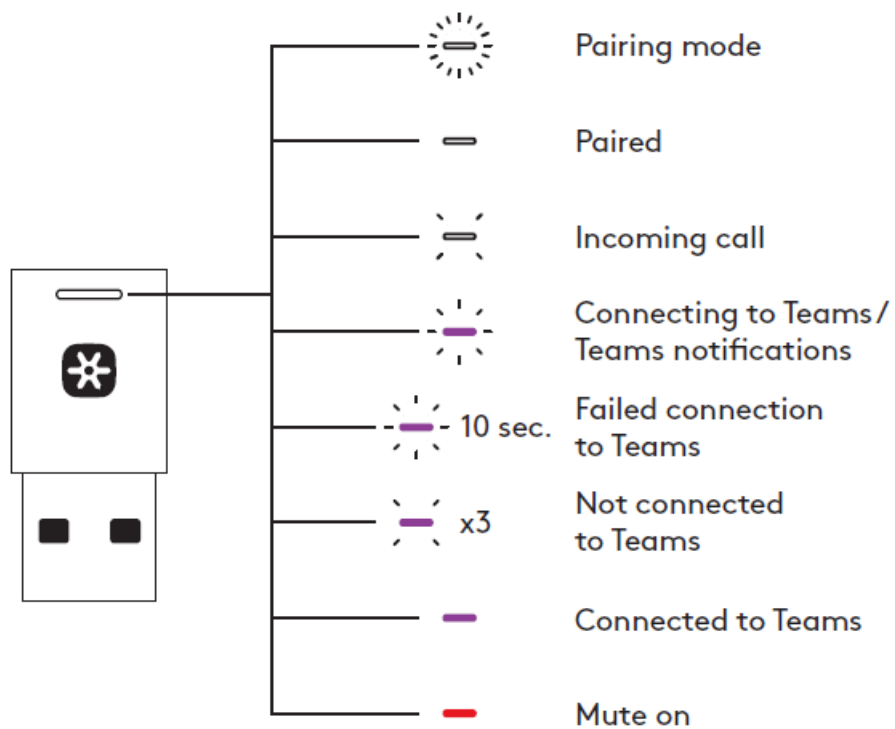 Pairing mode
Paired
Incoming call
Connecting to Teams/
Teams notifications
10 sec.
Failed connection
to Teams
x3
Not connected
to Teams
Connected to Teams
Mute on